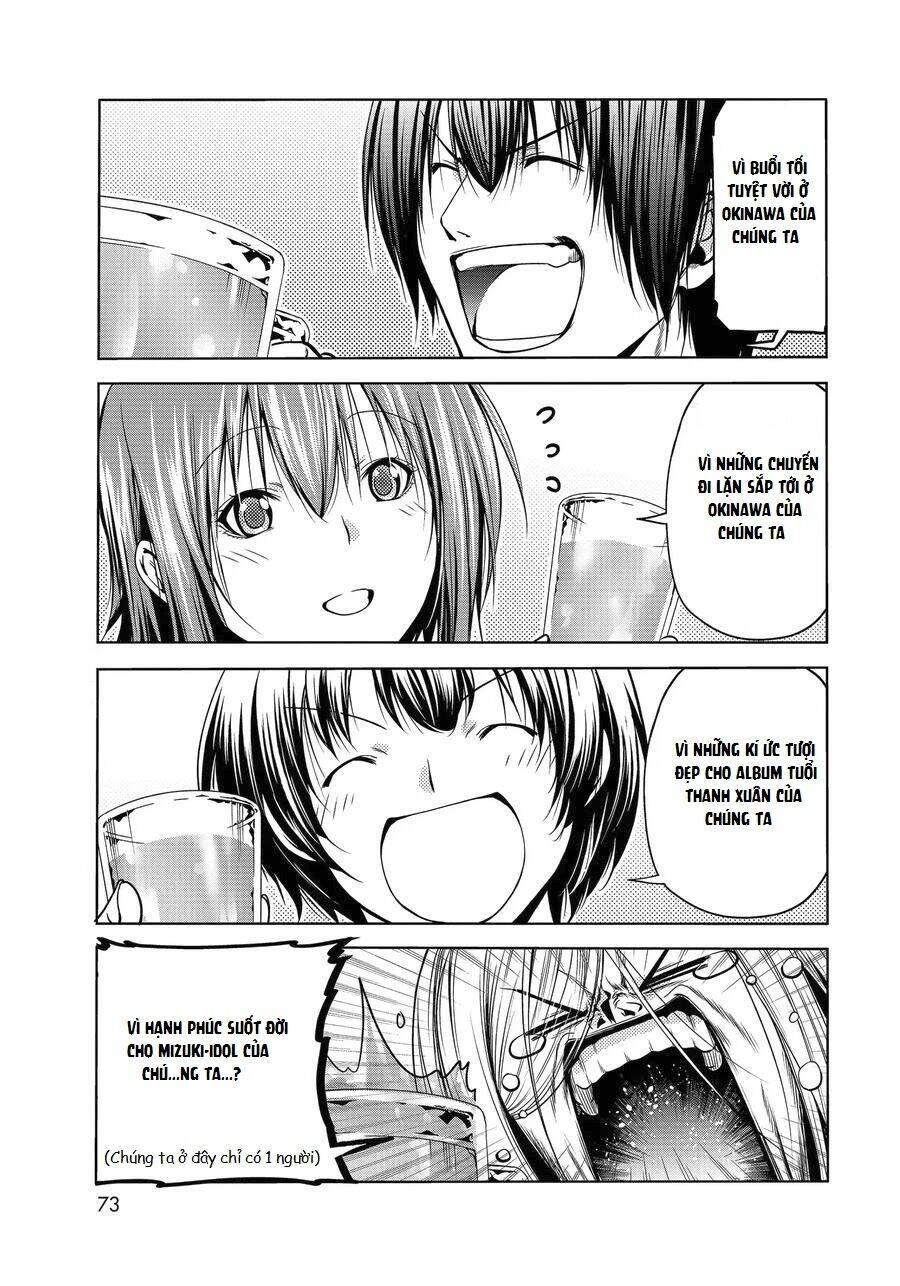 VÌ BUỔI TỐI
TUYỆT VỜI Ở
OKINAWA CỦA
CHÚNG TA
VÌ NHỮNG CHUYẾN
ĐI LẶN SẮP TỚI Ở
OKINAWA CỦA
CHÚNG TA
VÌ NHỮNG KÍ ỨC TƯỢI
ĐẸP CHO ALBUM TUỔI
THANH XUÂN CỦA
CHÚNG TA
VÌ HẠNH PHÚC SUỐT ĐỜI
CHO MIZUKI-IDOL CỦA
CHÚ...NG TA...?
(Chúng ta ở đây chỉ có 1 người)
73